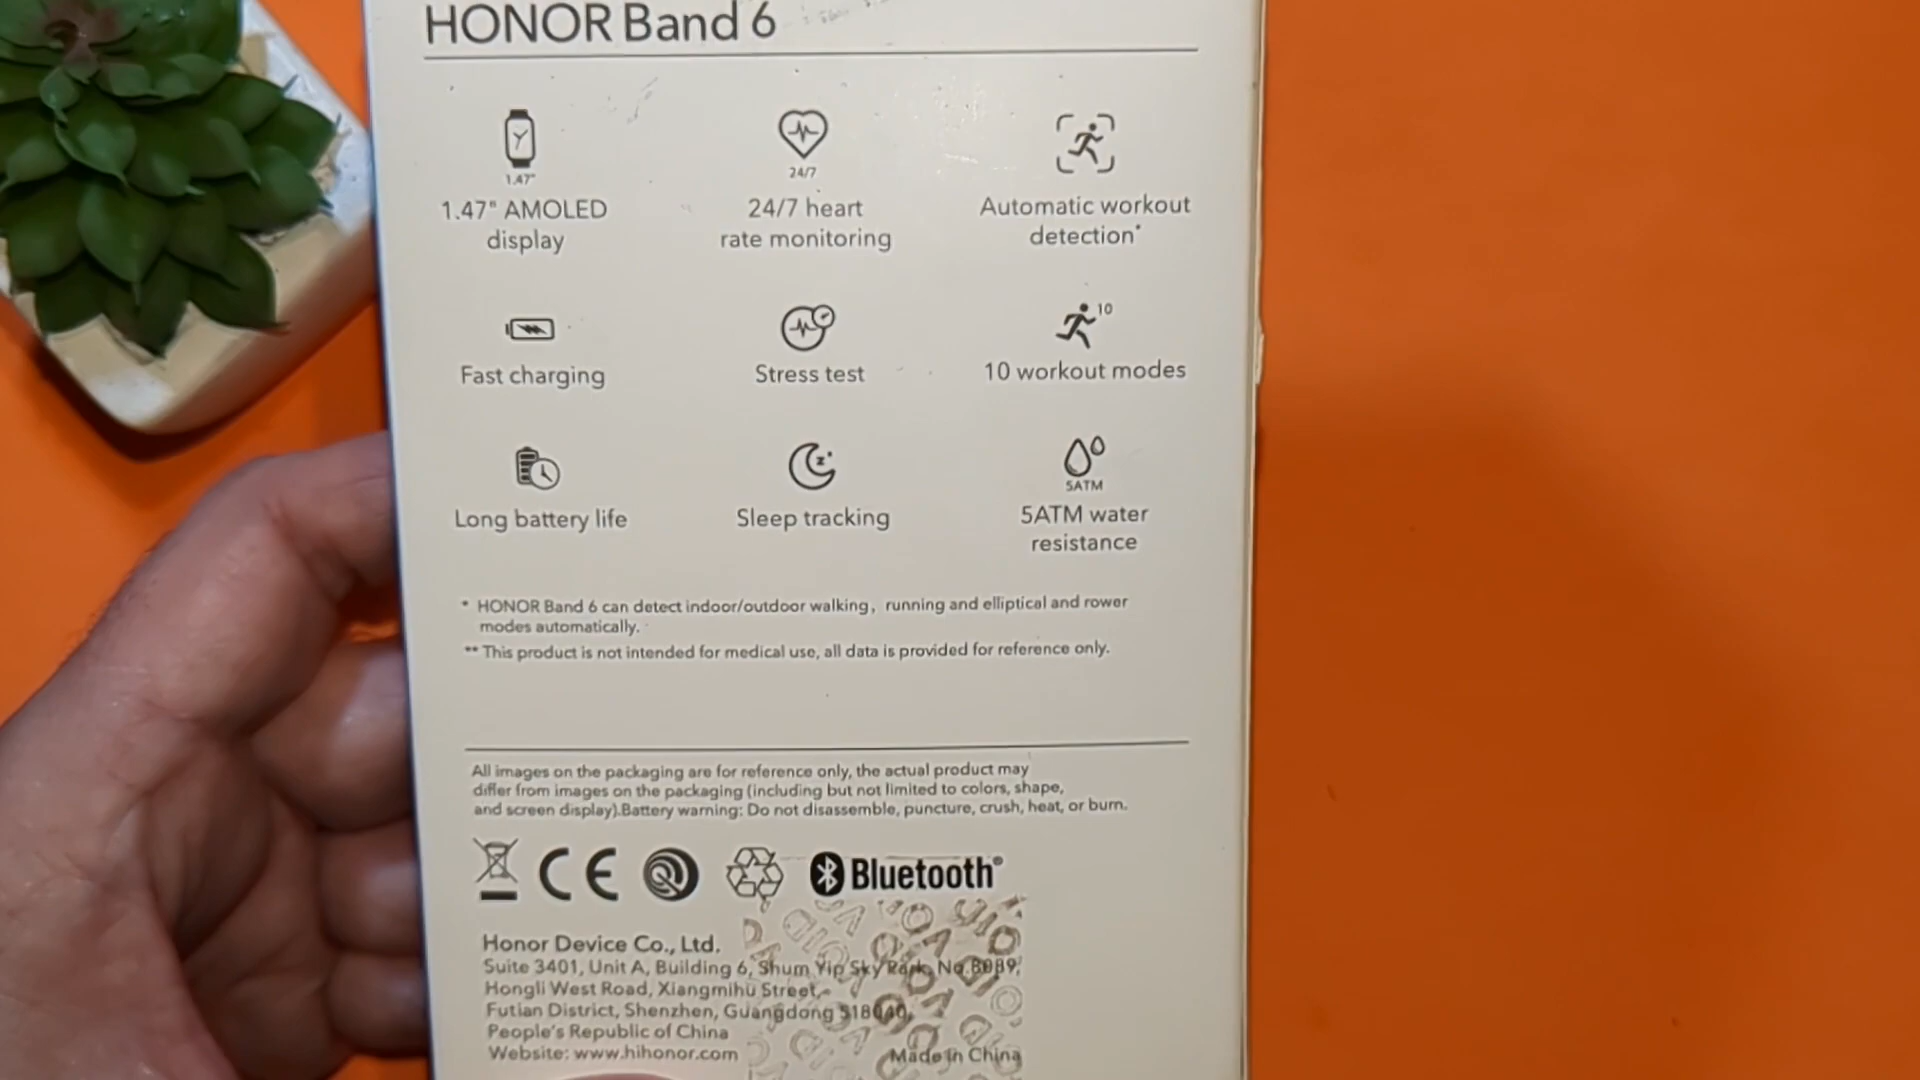 HONOR Band 6
1.47"
24/7
1.47" AMOLED
display
24/7 heart
rate monitoring
Automatic workout
detection*
10
Fast charging
Stress test
10 workout modes
5ATM
Long battery life
Sleep tracking
5ATM water
resistance
* HONOR Band 6 can detect indoor/outdoor walking, running and elliptical and rower
modes automatically.
** This product is not intended for medical use, all data is provided for reference only.
All images on the packaging are for reference only, the actual product may
differ from images on the packaging (including but not limited to colors, shape,
and screen display).Battery warning: Do not disassemble, puncture, crush, heat, or burn.
CE
Bluetooth®
Honor Device Co., Ltd.
Suite 3401, Unit A, Building 6, Shum Yip Sky Park, No.8089,
Hongli West Road, Xiangmihu Street,
Futian District, Shenzhen, Guangdong 518040,
People's Republic of China
Website: www.hihonor.com
Made in China